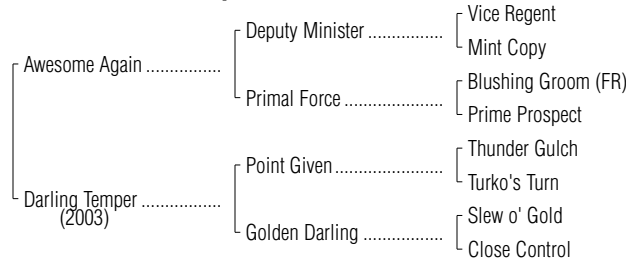 Vice Regent
Deputy Minister ................
Mint Copy
Awesome Again ................
Blushing Groom (FR)
Primal Force .....................
Prime Prospect
Thunder Gulch
Point Given.......................
Turko's Turn
Darling Temper .................
(2003)
Slew o' Gold
Golden Darling .................
Close Control